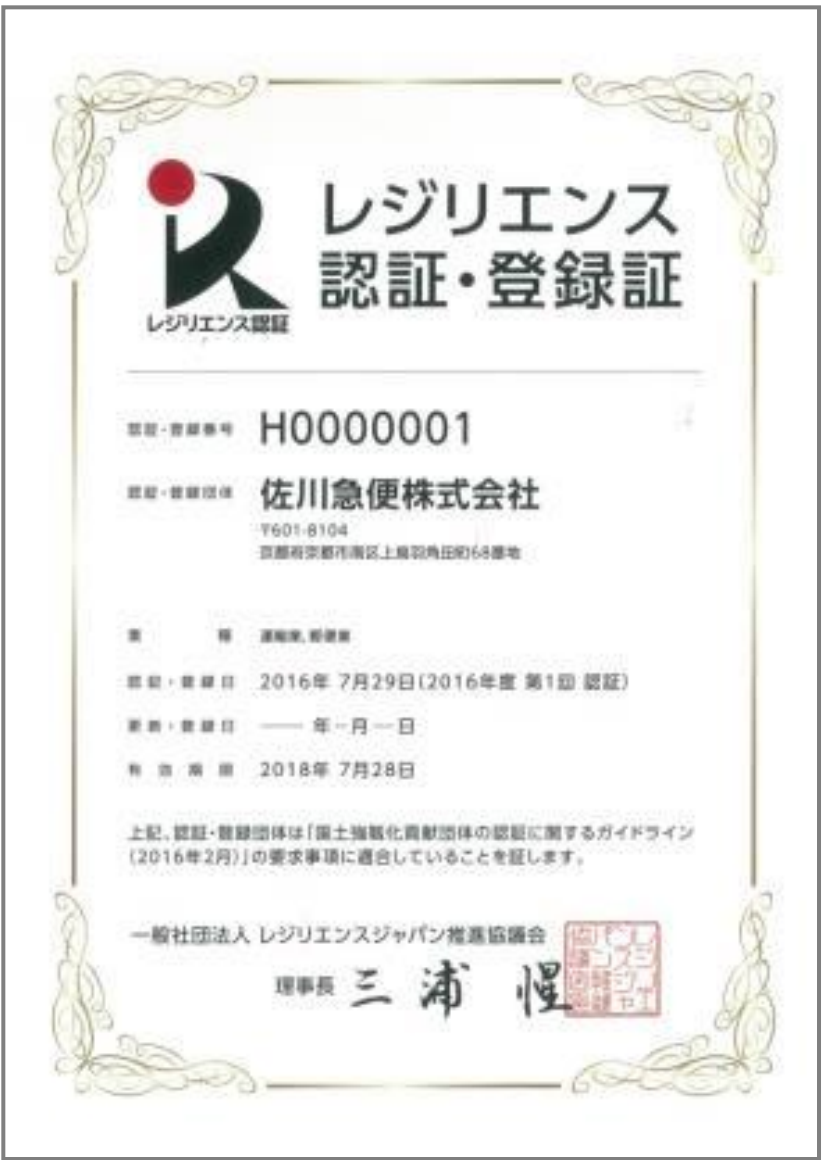 レジリエンス
認証・登録証
レジリエンス認証
認証・登録番号 H0000001
認証・登録団体 佐川急便株式会社
〒601-8104
京都府京都市南区上鳥羽角田町68番地
業種 運輸業、郵便業
認証・登録日 2016年 7月29日(2016年度 第1回 認証)
更新・登録日 —— 年 - 月 — 日
有効期間 2018年 7月28日
上記、認証・登録団体は「国土強靱化貢献団体の認証に関するガイドライン
(2016年2月)」の要求事項に適合していることを証します。
一般社団法人 レジリエンスジャパン推進協議会
理事長 三浦 惺